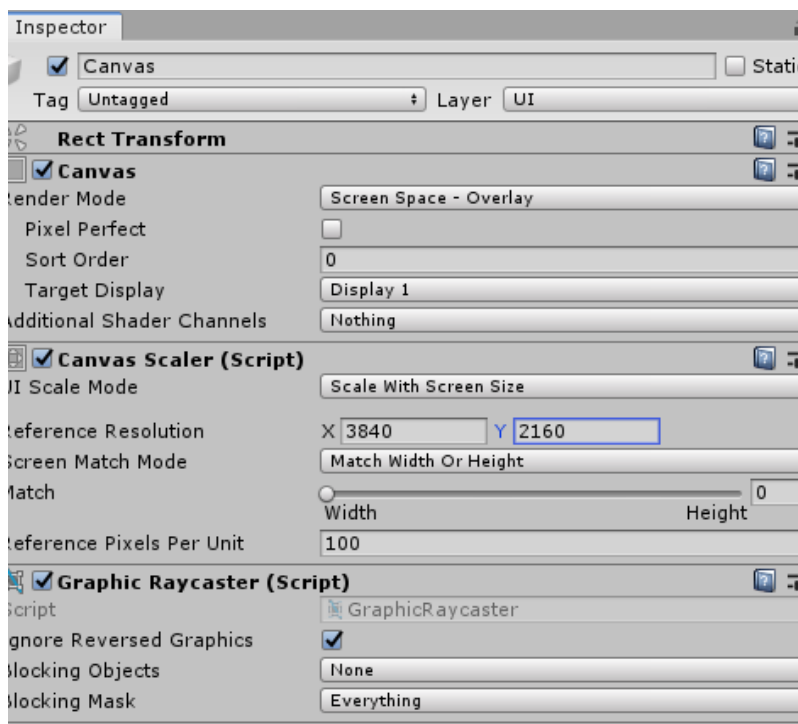 Inspector
Canvas Stati
Tag Untagged Layer UI
Rect Transform
Canvas
Render Mode Screen Space - Overlay
Pixel Perfect
Sort Order 0
Target Display Display 1
Additional Shader Channels Nothing
Canvas Scaler (Script)
UI Scale Mode Scale With Screen Size
Reference Resolution X 3840 Y 2160
Screen Match Mode Match Width Or Height
Match 0
Width Height
Reference Pixels Per Unit 100
Graphic Raycaster (Script)
Script GraphicRaycaster
Ignore Reversed Graphics
Blocking Objects None
Blocking Mask Everything